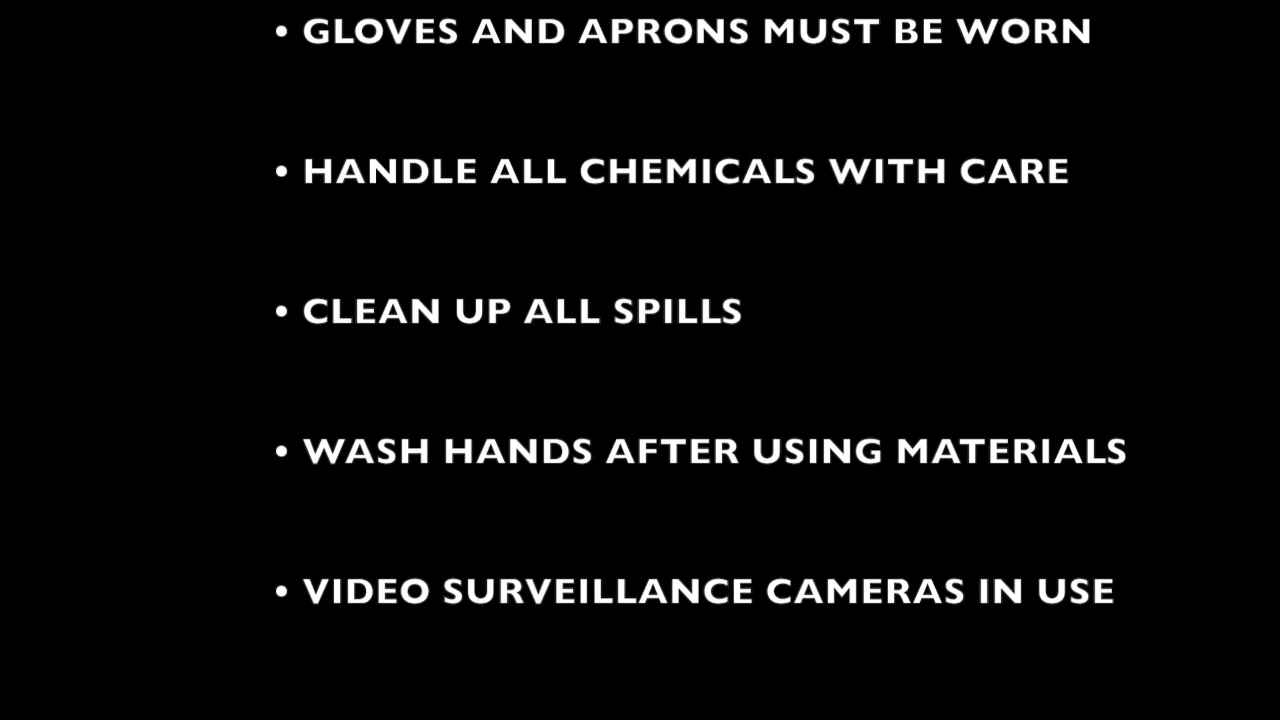 • GLOVES AND APRONS MUST BE WORN
• HANDLE ALL CHEMICALS WITH CARE
• CLEAN UP ALL SPILLS
• WASH HANDS AFTER USING MATERIALS
• VIDEO SURVEILLANCE CAMERAS IN USE